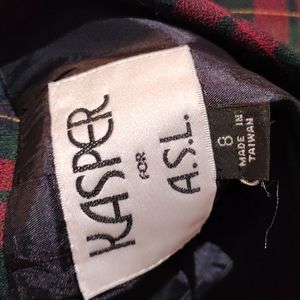 KASPER
FOR
A.S.L.
8
MADE IN
TAIWAN